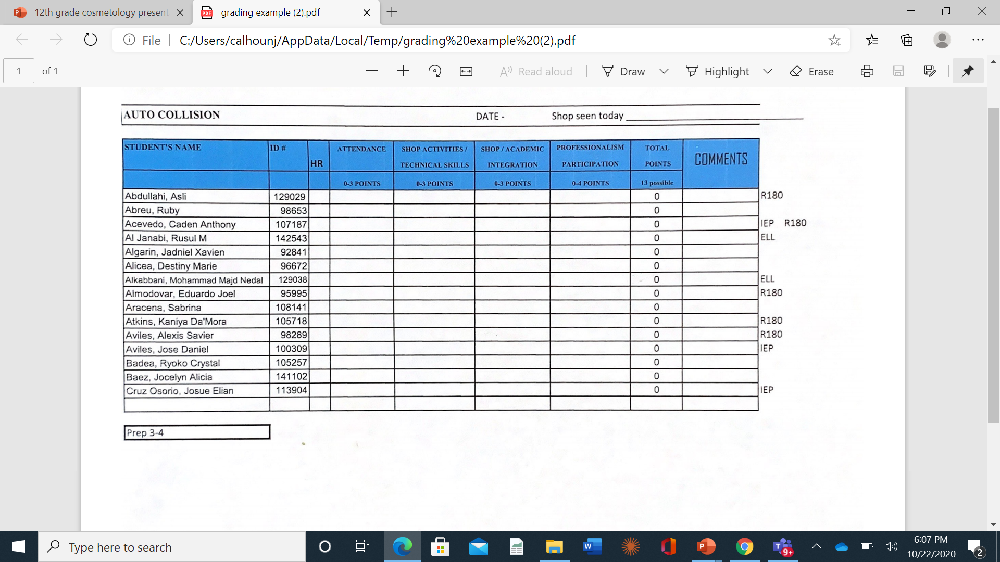 12th grade cosmetology present
grading example (2).pdf
File
C:/Users/calhounj/AppData/Local/Temp/grading%20example%20(2).pdf
1 of 1
Read aloud
Draw
Highlight
Erase
AUTO COLLISION DATE - Shop seen today
STUDENT'S NAME ID # HR ATTENDANCE SHOP ACTIVITIES / TECHNICAL SKILLS SHOP / ACADEMIC INTEGRATION PROFESSIONALISM PARTICIPATION TOTAL POINTS COMMENTS
0-3 POINTS 0-3 POINTS 0-3 POINTS 0-4 POINTS 13 possible
Abdullahi, Asli 129029 0 R180
Abreu, Ruby 98653 0
Acevedo, Caden Anthony 107187 0 IEP R180
Al Janabi, Rusul M 142543 0 ELL
Algarin, Jadniel Xavien 92841 0
Alicea, Destiny Marie 96672 0
Alkabbani, Mohammad Majd Nedal 129038 0 ELL
Almodovar, Eduardo Joel 95995 0 R180
Aracena, Sabrina 108141 0
Atkins, Kaniya Da'Mora 105718 0 R180
Aviles, Alexis Savier 98289 0 R180
Aviles, Jose Daniel 100309 0 IEP
Badea, Ryoko Crystal 105257 0
Baez, Jocelyn Alicia 141102 0
Cruz Osorio, Josue Elian 113904 0 IEP
Prep 3-4
Type here to search
9+
6:07 PM
10/22/2020
2